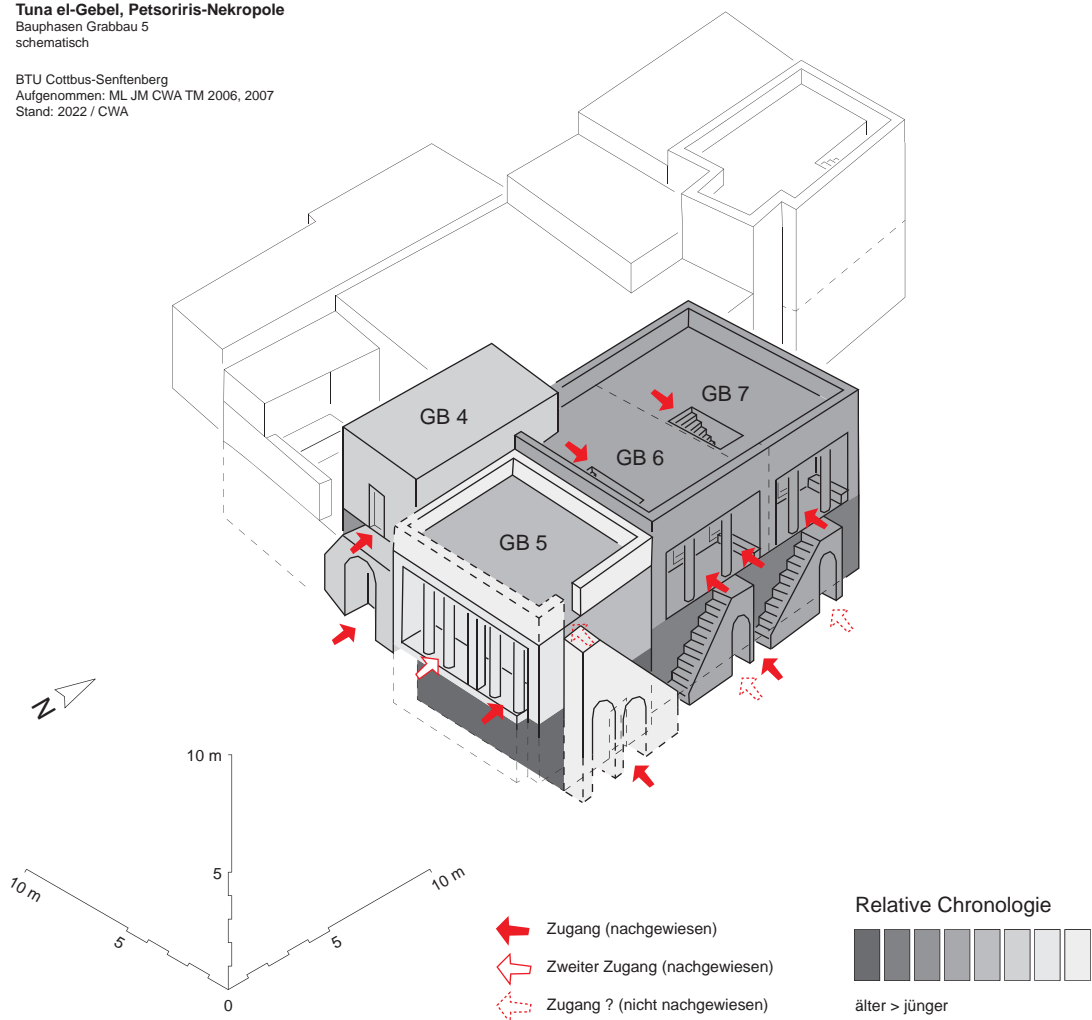 Tuna el-Gebel, Petsoriris-Nekropole
Bauphasen Grabbau 5
schematisch
BTU Cottbus-Senftenberg
Aufgenommen: ML JM CWA TM 2006, 2007
Stand: 2022 / CWA
GB 7
GB 4
GB 6
GB 5
N
10 m
5
10 m
10 m
5
5
0
Zugang (nachgewiesen)
Zweiter Zugang (nachgewiesen)
Zugang ? (nicht nachgewiesen)
Relative Chronologie
älter > jünger